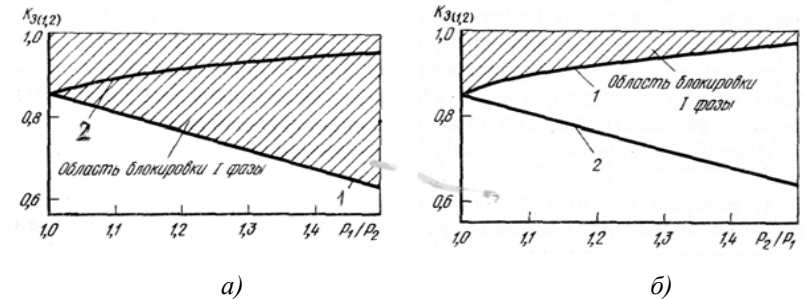 Kэ(1,2)
1,0
0,8
0,6
2
Область блокировки I фазы
1
1,0 1,1 1,2 1,3 1,4 P₁/P₂
а)
Kэ(1,2)
1,0
0,8
0,6
Область блокировки
I фазы
1
2
1,0 1,1 1,2 1,3 1,4 P₂/P₁
б)